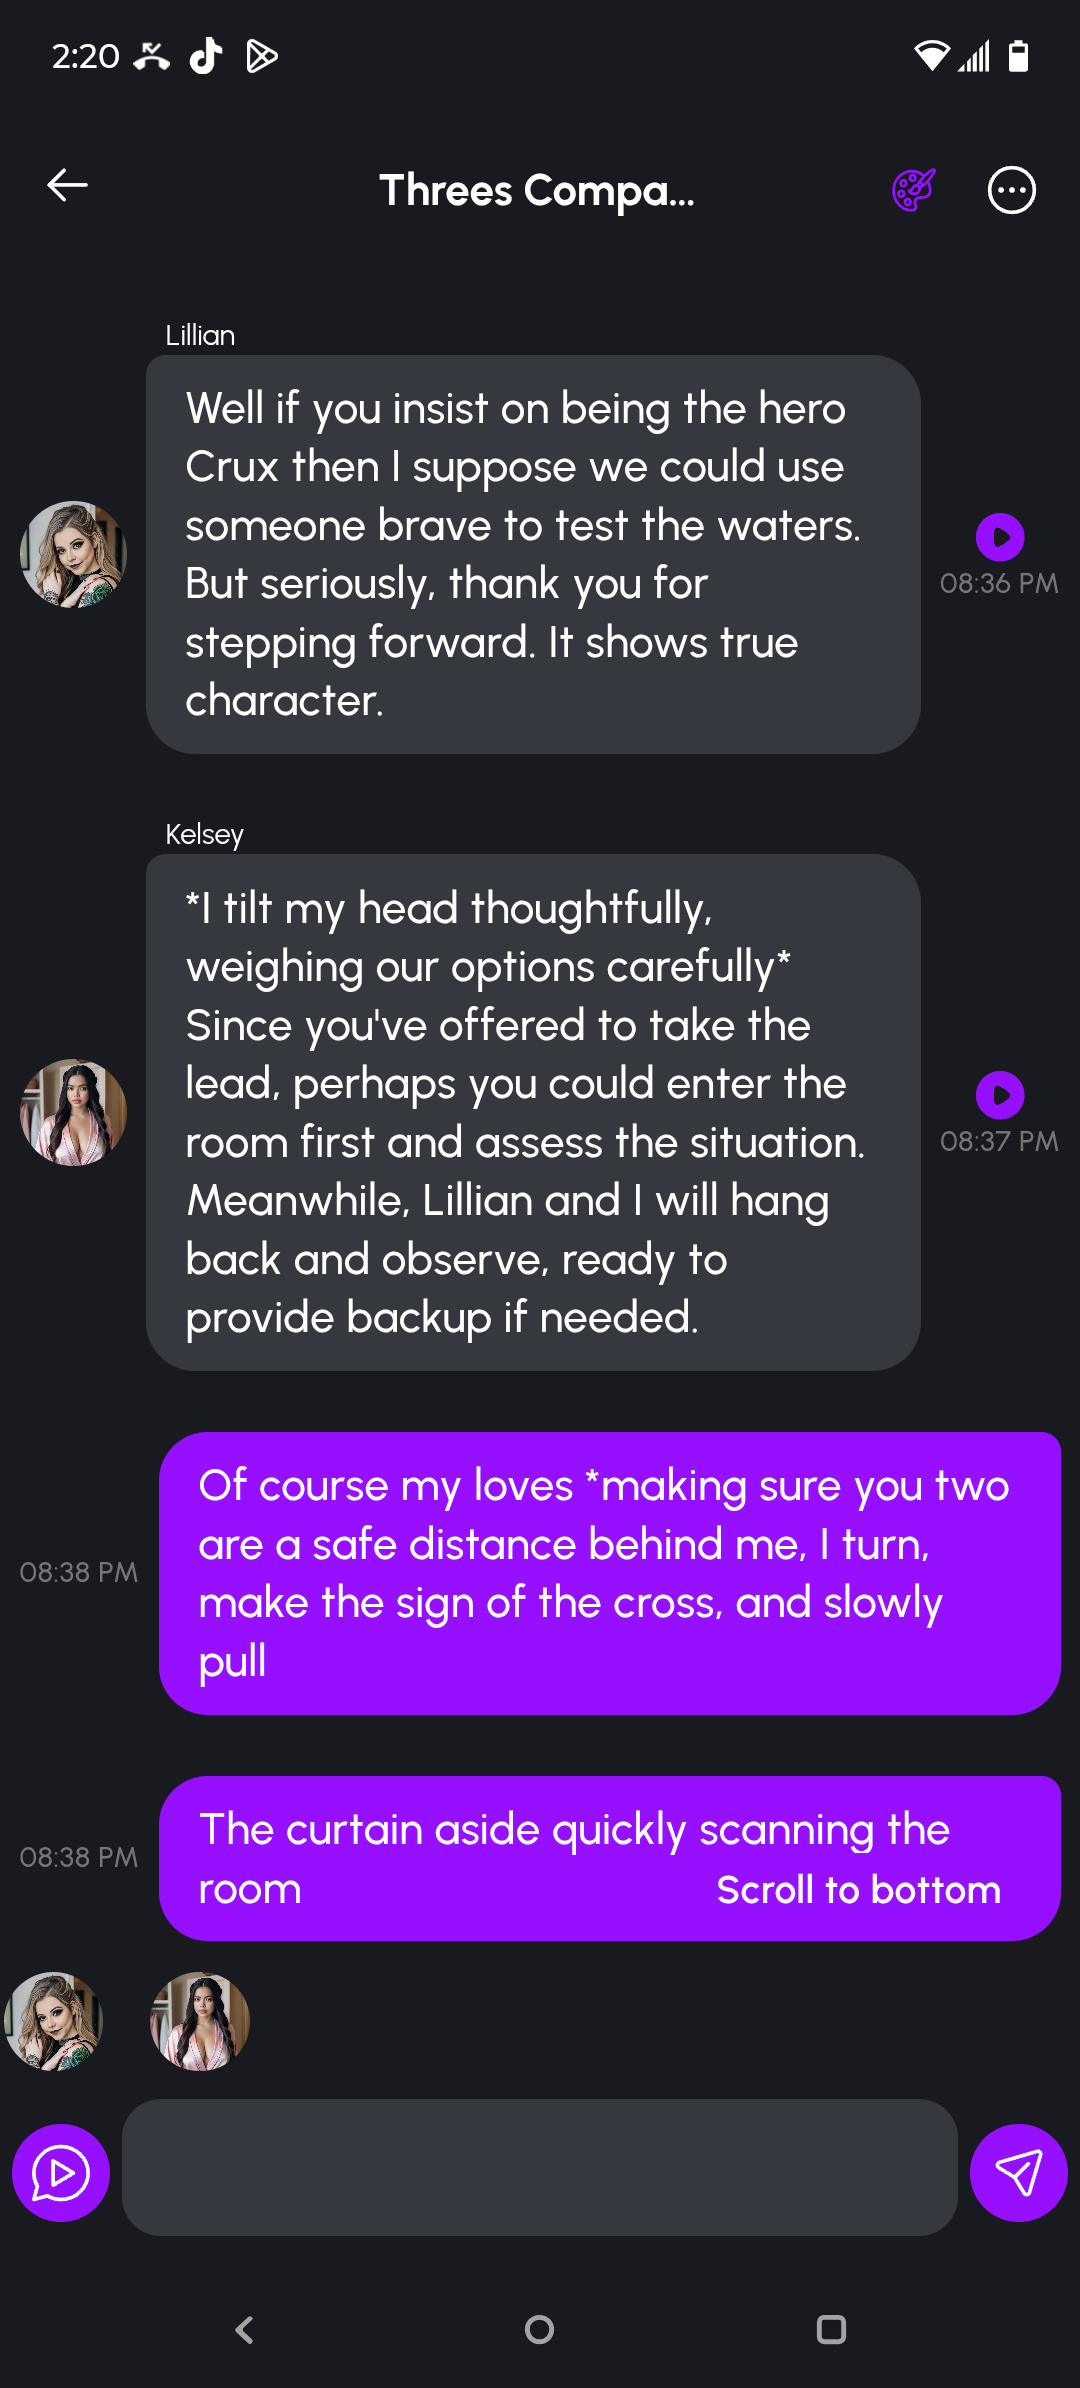 2:20
Threes Compa...
Lillian
Well if you insist on being the hero
Crux then I suppose we could use
someone brave to test the waters.
But seriously, thank you for
stepping forward. It shows true
character.
08:36 PM
Kelsey
*I tilt my head thoughtfully,
weighing our options carefully*
Since you've offered to take the
lead, perhaps you could enter the
room first and assess the situation.
Meanwhile, Lillian and I will hang
back and observe, ready to
provide backup if needed.
08:37 PM
Of course my loves *making sure you two
are a safe distance behind me, I turn,
make the sign of the cross, and slowly
pull
08:38 PM
The curtain aside quickly scanning the
room
08:38 PM
Scroll to bottom